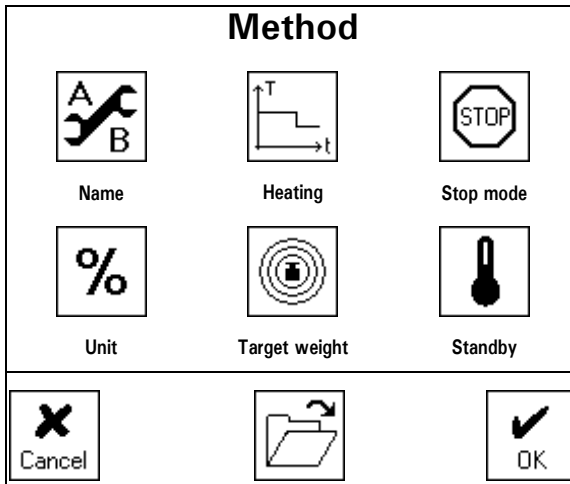 Method
A B
T t
STOP
Name Heating Stop mode
%
Unit Target weight Standby
Cancel OK